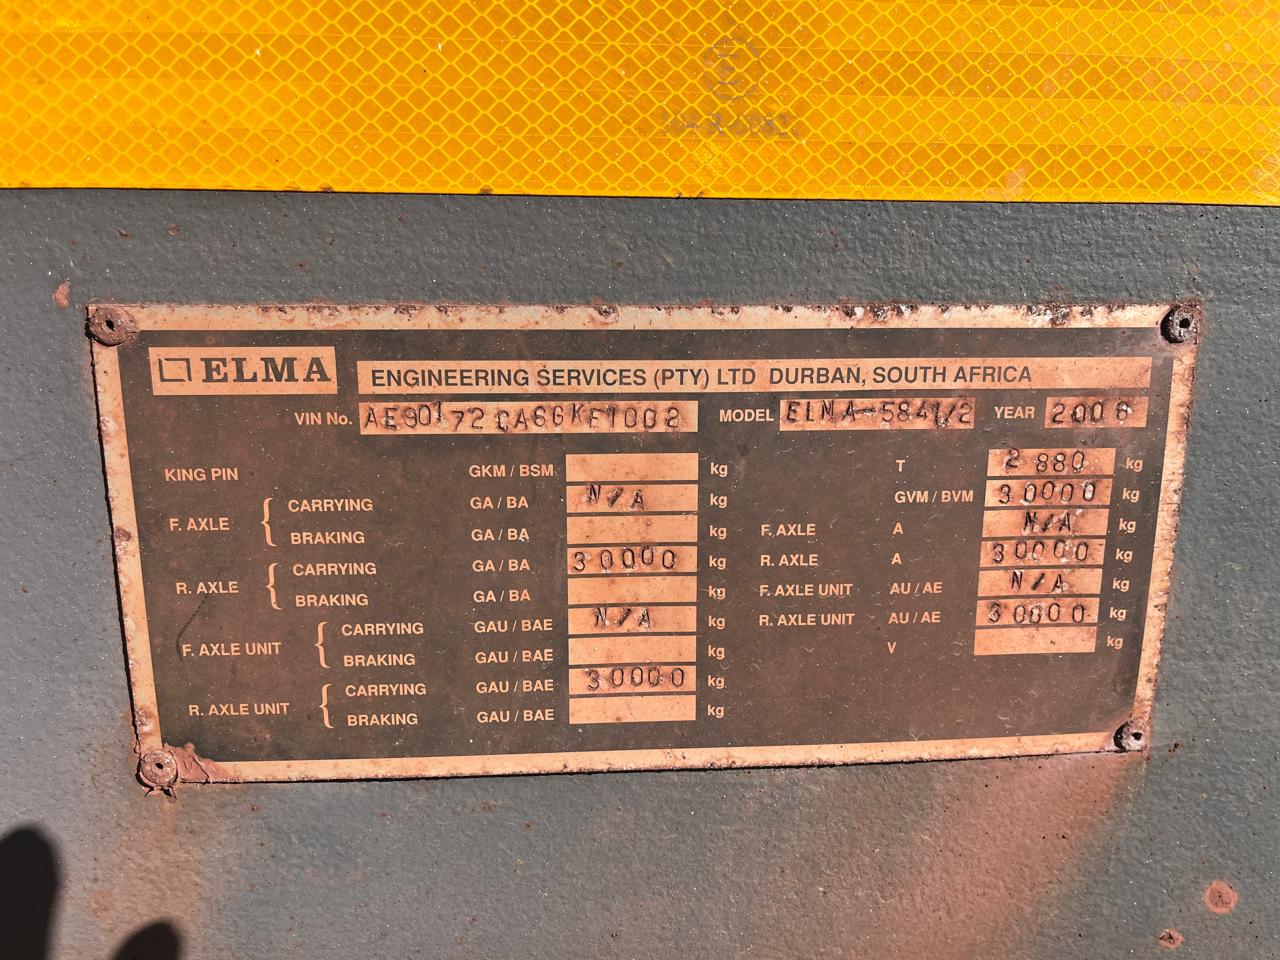 ELMA ENGINEERING SERVICES (PTY) LTD DURBAN, SOUTH AFRICA
VIN No. AE90172CA66KF1002 MODEL ELMA-5841/2 YEAR 2006
KING PIN GKM / BSM kg T 2 880 kg
F. AXLE CARRYING GA / BA N/A kg GVM / BVM 30000 kg
BRAKING GA / BA kg F. AXLE A N/A kg
R. AXLE CARRYING GA / BA 30000 kg R. AXLE A 30000 kg
BRAKING GA / BA kg F. AXLE UNIT AU / AE N/A kg
F. AXLE UNIT CARRYING GAU / BAE N/A kg R. AXLE UNIT AU / AE 30000 kg
BRAKING GAU / BAE kg V kg
R. AXLE UNIT CARRYING GAU / BAE 30000 kg
BRAKING GAU / BAE kg